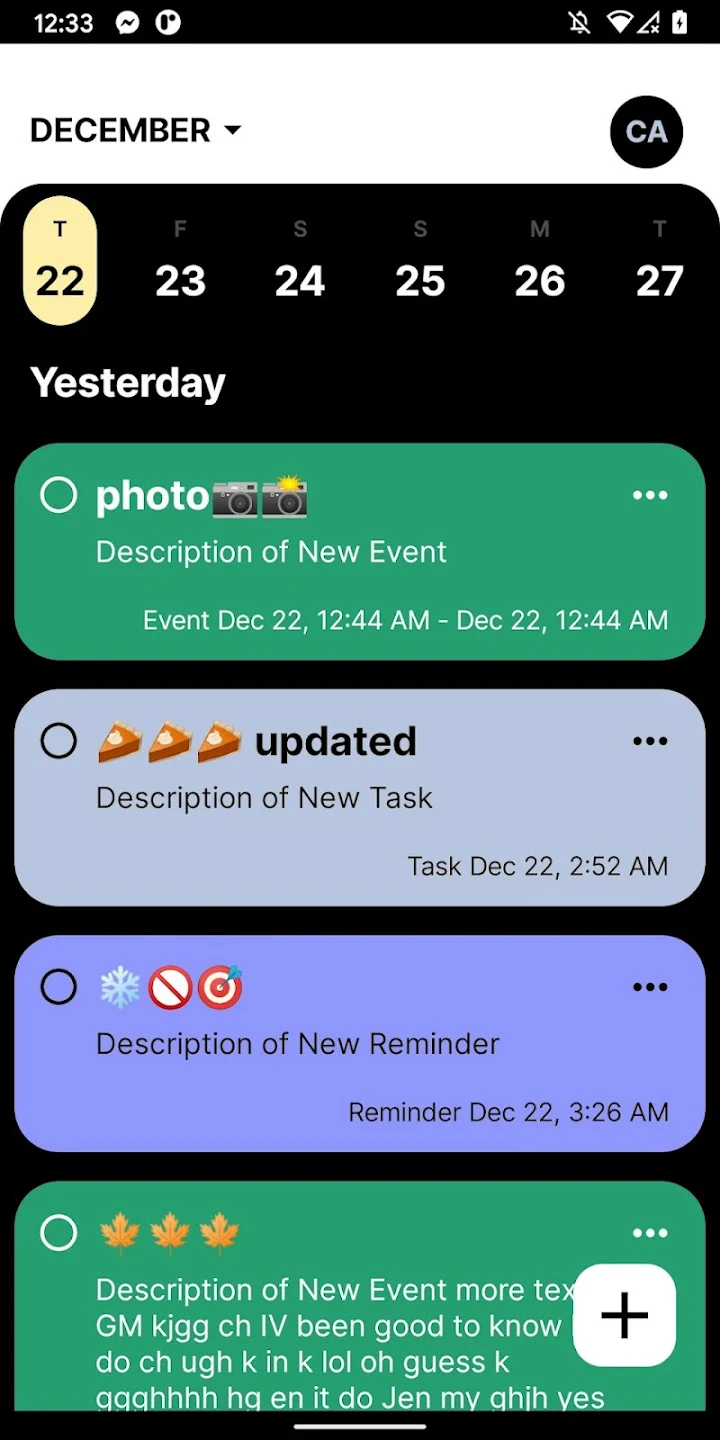 12:33
DECEMBER
CA
T F S S M T
22 23 24 25 26 27
Yesterday
photo📷📸
Description of New Event
Event Dec 22, 12:44 AM - Dec 22, 12:44 AM
🥧🥧🥧 updated
Description of New Task
Task Dec 22, 2:52 AM
❄️🚫🎯
Description of New Reminder
Reminder Dec 22, 3:26 AM
🍁🍁🍁
Description of New Event more
GM kjgg ch IV been good to know
do ch ugh k in k lol oh guess k
ggghhhh hg en it do Jen my ghjh yes